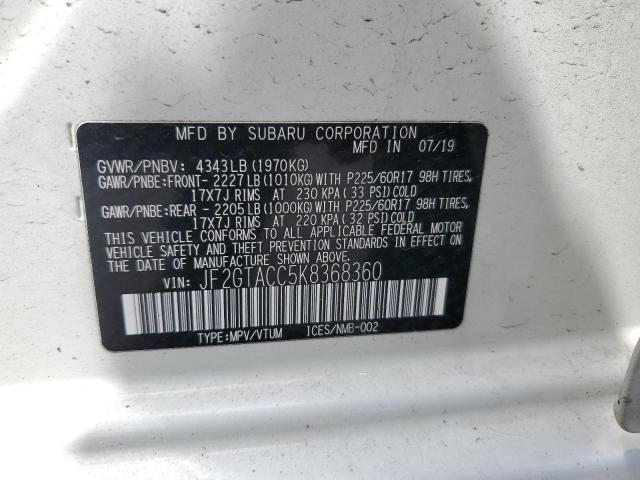 MFD BY SUBARU CORPORATION
MFD IN 07/19
GVWR/PNBV: 4343LB(1970KG)
GAWR/PNBE:FRONT- 2227LB(1010KG)WITH P225/60R17 98H TIRES,
17X7J RIMS AT 230 KPA(33 PSI)COLD
GAWR/PNBE:REAR - 2205LB(1000KG)WITH P225/60R17 98H TIRES,
17X7J RIMS AT 220 KPA(32 PSI)COLD
THIS VEHICLE CONFORMS TO ALL APPLICABLE FEDERAL MOTOR
VEHICLE SAFETY AND THEFT PREVENTION STANDARDS IN EFFECT
ON THE DATE OF MANUFACTURE SHOWN ABOVE.
VIN: JF2GTACC5K8368360
TYPE:MPV/VTUM ICES/NMB-002